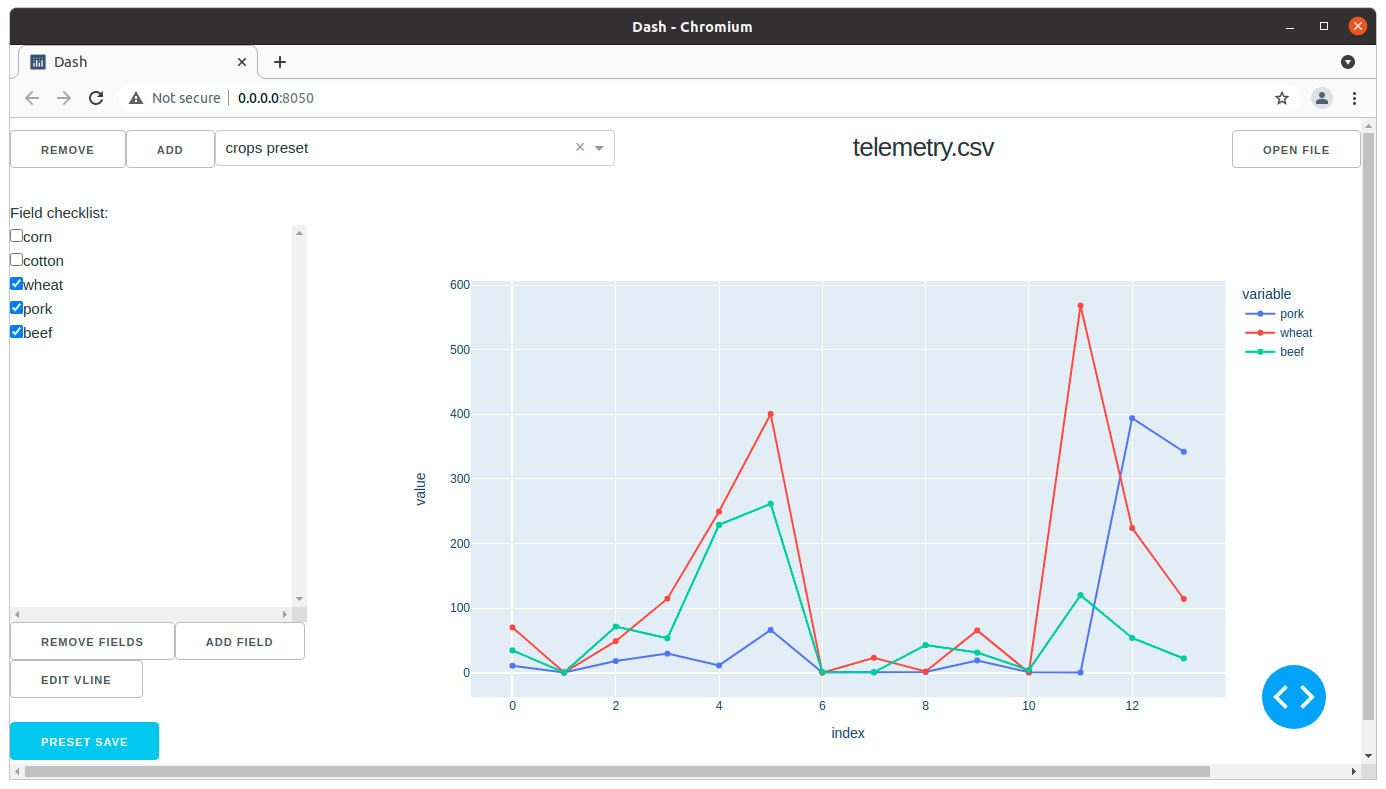 Dash - Chromium
Dash
Not secure | 0.0.0.0:8050
REMOVE ADD crops preset telemetry.csv OPEN FILE
Field checklist:
corn
cotton
wheat
pork
beef
REMOVE FIELDS ADD FIELD
EDIT VLINE
PRESET SAVE
600
500
400
300
200
100
0
value
0 2 4 6 8 10 12
index
variable
pork
wheat
beef